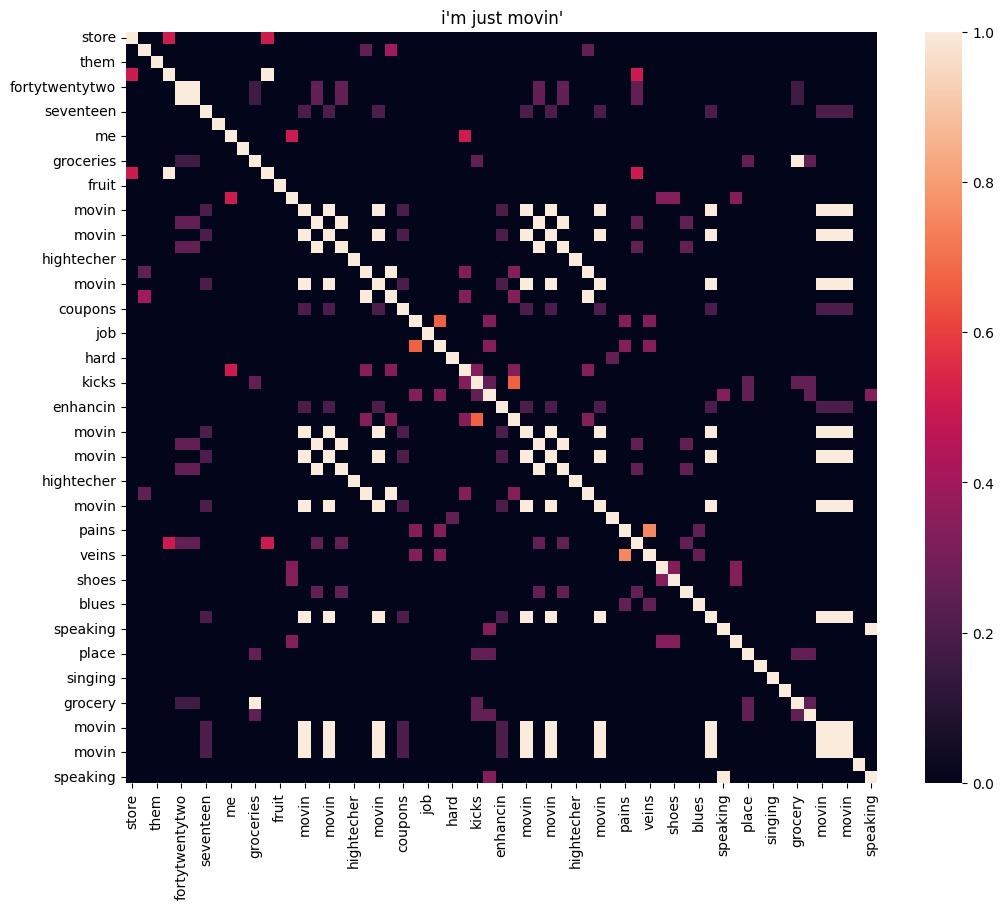 i'm just movin'
store
them
fortytwentytwo
seventeen
me
groceries
fruit
movin
movin
hightecher
movin
coupons
job
hard
kicks
enhancin
movin
movin
hightecher
movin
pains
veins
shoes
blues
speaking
place
singing
grocery
movin
movin
speaking
1.0
0.8
0.6
0.4
0.2
0.0
store
them
fortytwentytwo
seventeen
me
groceries
fruit
movin
movin
hightecher
movin
coupons
job
hard
kicks
enhancin
movin
movin
hightecher
movin
pains
veins
shoes
blues
speaking
place
singing
grocery
movin
movin
speaking